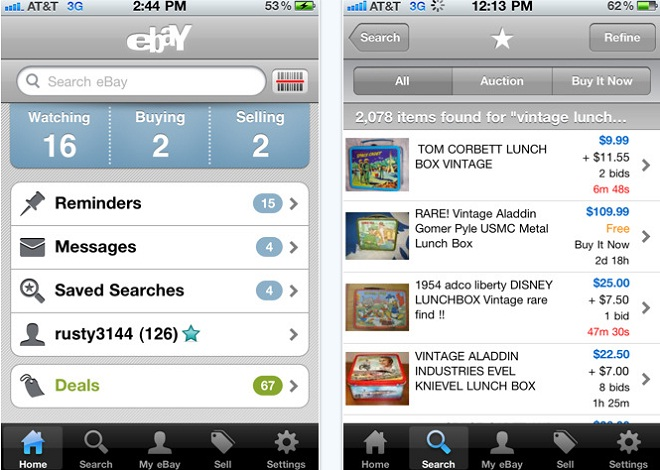 AT&T 3G 2:44 PM 53%
ebaY
Search eBay
Watching Buying Selling
16 2 2
Reminders 15
Messages 4
Saved Searches 4
rusty3144 (126)
Deals 67
Home Search My eBay Sell Settings
AT&T 3G 12:13 PM 62%
Search Refine
All Auction Buy It Now
2,078 items found for "vintage lunch...
TOM CORBETT LUNCH
BOX VINTAGE
$9.99
+ $11.55
2 bids
6m 48s
RARE! Vintage Aladdin
Gomer Pyle USMC Metal
Lunch Box
$109.99
Free
Buy It Now
2d 18h
1954 adco liberty DISNEY
LUNCHBOX Vintage rare
find !!
$25.00
+ $7.50
1 bid
47m 30s
VINTAGE ALADDIN
INDUSTRIES EVEL
KNIEVEL LUNCH BOX
$22.50
+ $7.00
8 bids
1h 25m
Home Search My eBay Sell Settings